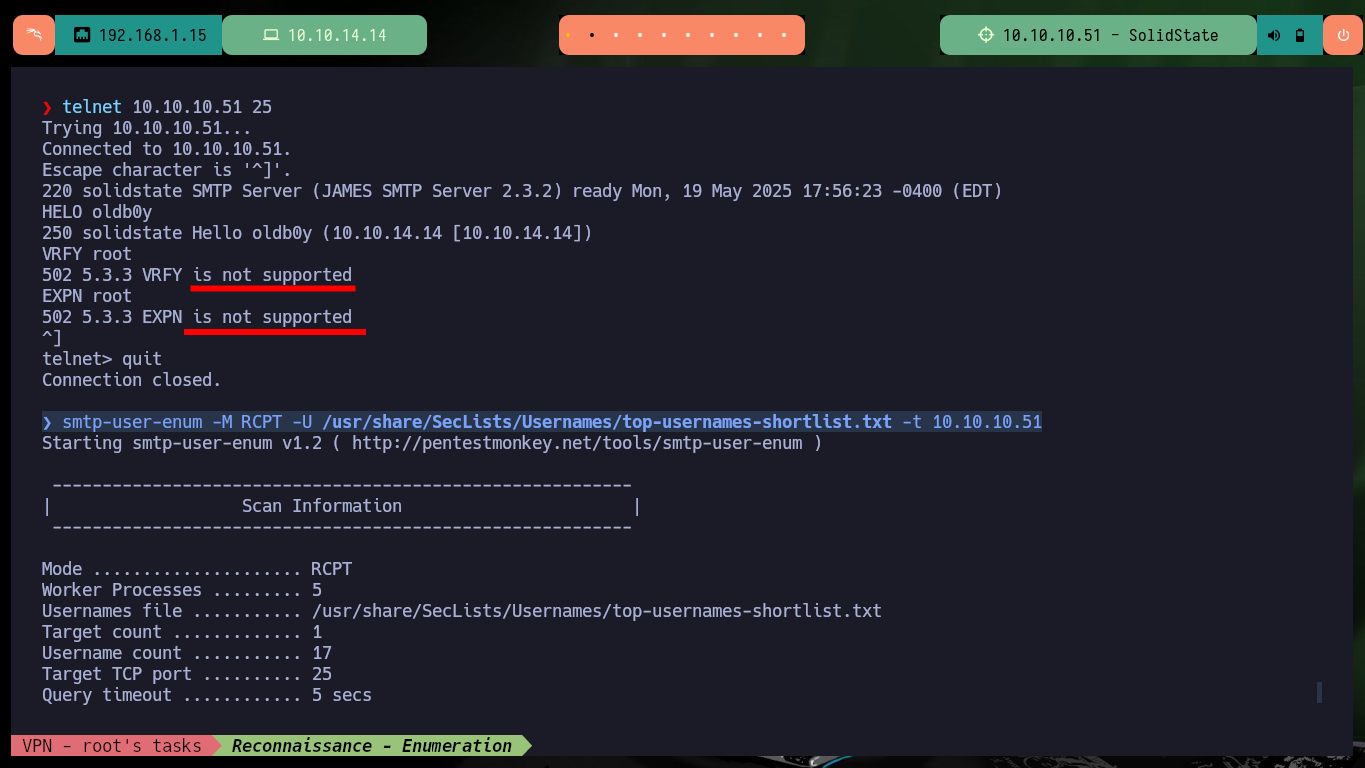 192.168.1.15
10.10.14.14
10.10.10.51 - SolidState
❯ telnet 10.10.10.51 25
Trying 10.10.10.51...
Connected to 10.10.10.51.
Escape character is '^]'.
220 solidstate SMTP Server (JAMES SMTP Server 2.3.2) ready Mon, 19 May 2025 17:56:23 -0400 (EDT)
HELO oldb0y
250 solidstate Hello oldb0y (10.10.14.14 [10.10.14.14])
VRFY root
502 5.3.3 VRFY is not supported
EXPN root
502 5.3.3 EXPN is not supported
^]
telnet> quit
Connection closed.
❯ smtp-user-enum -M RCPT -U /usr/share/SecLists/Usernames/top-usernames-shortlist.txt -t 10.10.10.51
Starting smtp-user-enum v1.2 ( http://pentestmonkey.net/tools/smtp-user-enum )
 ----------------------------------------------------------
|                   Scan Information                       |
 ----------------------------------------------------------
Mode ..................... RCPT
Worker Processes ......... 5
Usernames file ........... /usr/share/SecLists/Usernames/top-usernames-shortlist.txt
Target count ............. 1
Username count ........... 17
Target TCP port .......... 25
Query timeout ............ 5 secs
VPN - root's tasks
Reconnaissance - Enumeration